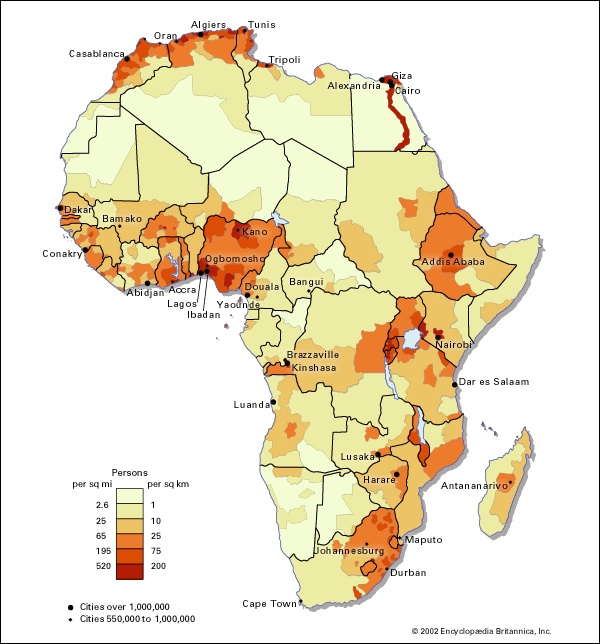 Algiers
Tunis
Oran
Casablanca
Tripoli
Giza
Alexandria
Cairo
Dakar
Bamako
Kano
Conakry
Ogbomosho
Addis Ababa
Douala
Bangui
Abidjan
Accra
Lagos
Yaounde
Ibadan
Nairobi
Brazzaville
Kinshasa
Dar es Salaam
Luanda
Lusaka
Harare
Antananarivo
Persons
per sq mi per sq km
2.6 1
25 10
65 25
195 75
520 200
Maputo
Johannesburg
Durban
Cape Town
Cities over 1,000,000
Cities 550,000 to 1,000,000
© 2002 Encyclopædia Britannica, Inc.